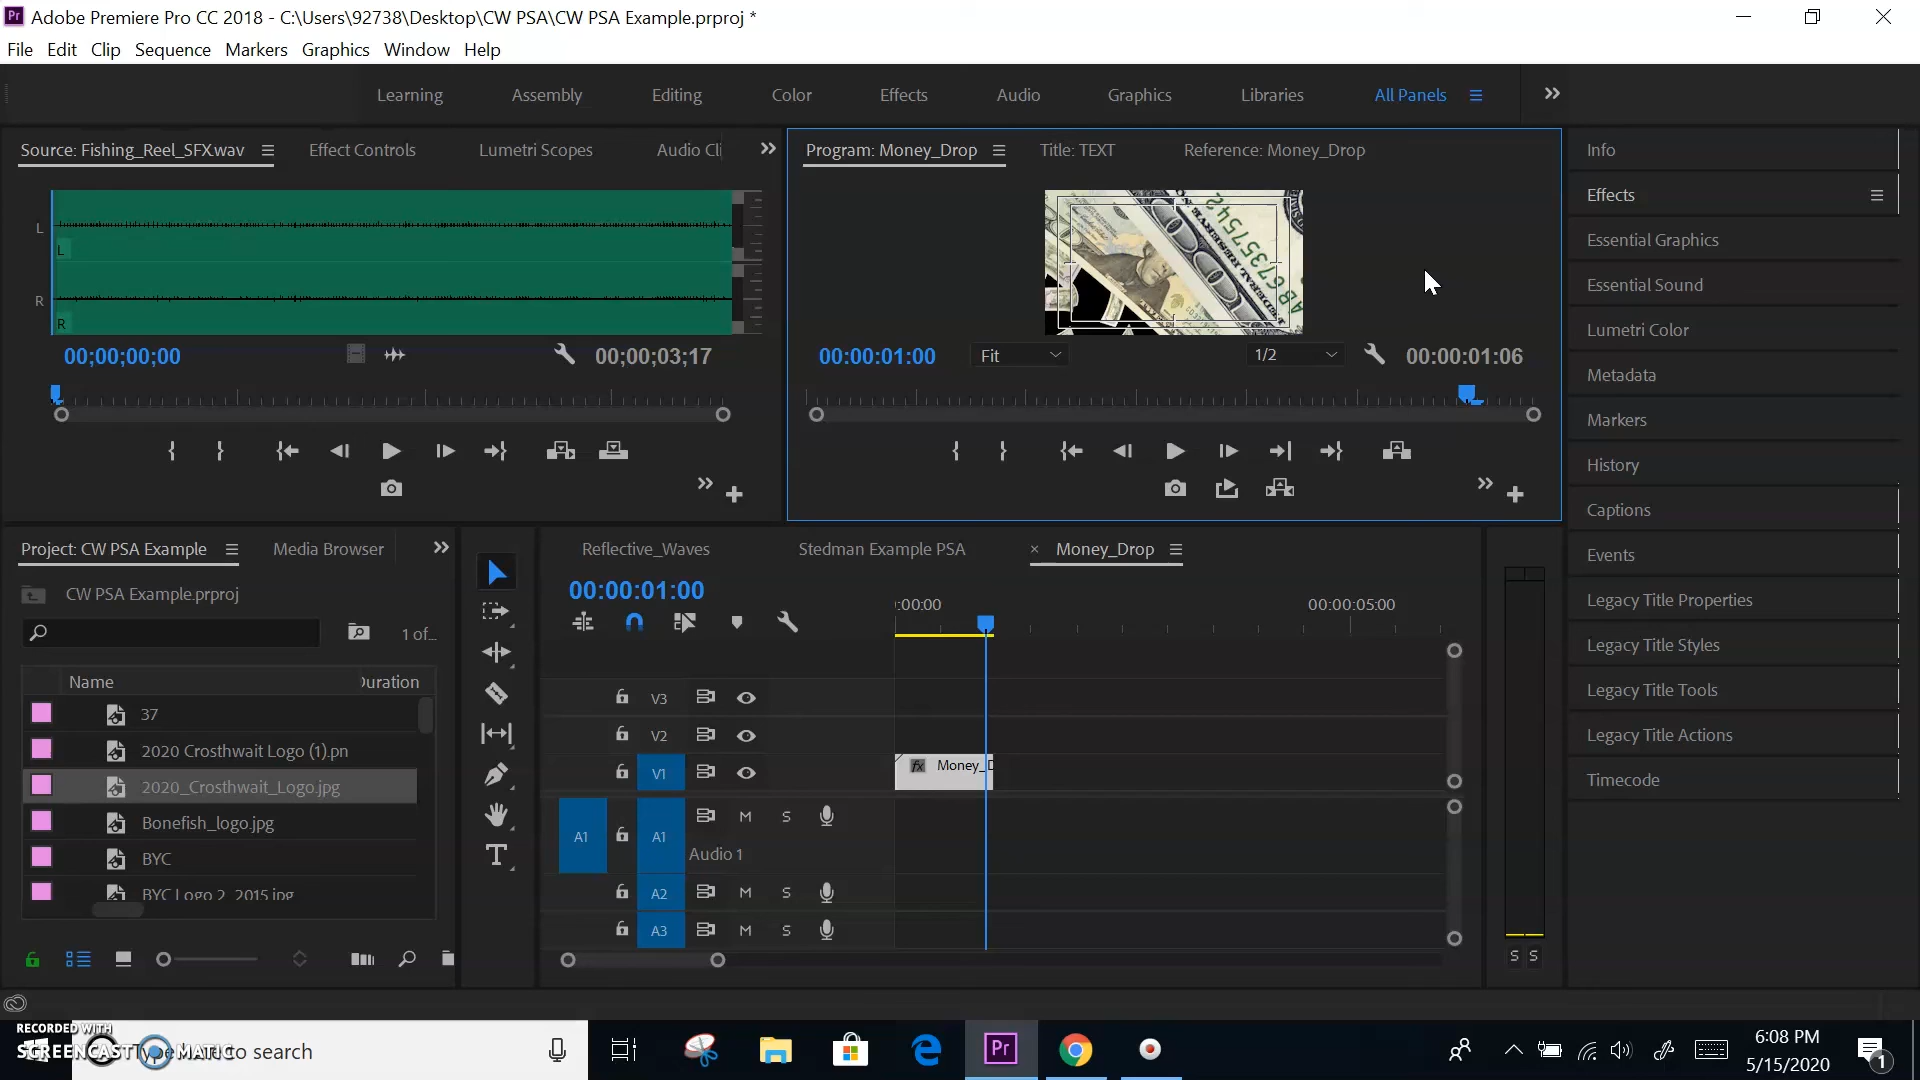 Adobe Premiere Pro CC 2018 - C:\Users\92738\Desktop\CW PSA\CW PSA Example.prproj *
File Edit Clip Sequence Markers Graphics Window Help
Learning Assembly Editing Color Effects Audio Graphics Libraries All Panels
Source: Fishing_Reel_SFX.wav Effect Controls Lumetri Scopes Audio Cli
Program: Money_Drop Title: TEXT Reference: Money_Drop
L
L
R
R
00;00;00;00 00;00;03;17
00:00:01:00 Fit 1/2 00:00:01:06
Info
Effects
Essential Graphics
Essential Sound
Lumetri Color
Metadata
Markers
History
Captions
Events
Legacy Title Properties
Legacy Title Styles
Legacy Title Tools
Legacy Title Actions
Timecode
Project: CW PSA Example Media Browser
CW PSA Example.prproj
1 of...
Name Duration
37
2020 Crosthwait Logo (1).pn
2020_Crosthwait_Logo.jpg
Bonefish_logo.jpg
BYC
BYC Logo 2 2015.jpg
Reflective_Waves Stedman Example PSA × Money_Drop
00:00:01:00
:00:00 00:00:05:00
V3
V2
V1 fx Money_D
A1 A1 M S
Audio 1
A2 M S
A3 M S
S S
RECORDED WITH
SCREENCAST MATIC
Type here to search
Pr
6:08 PM
5/15/2020
1